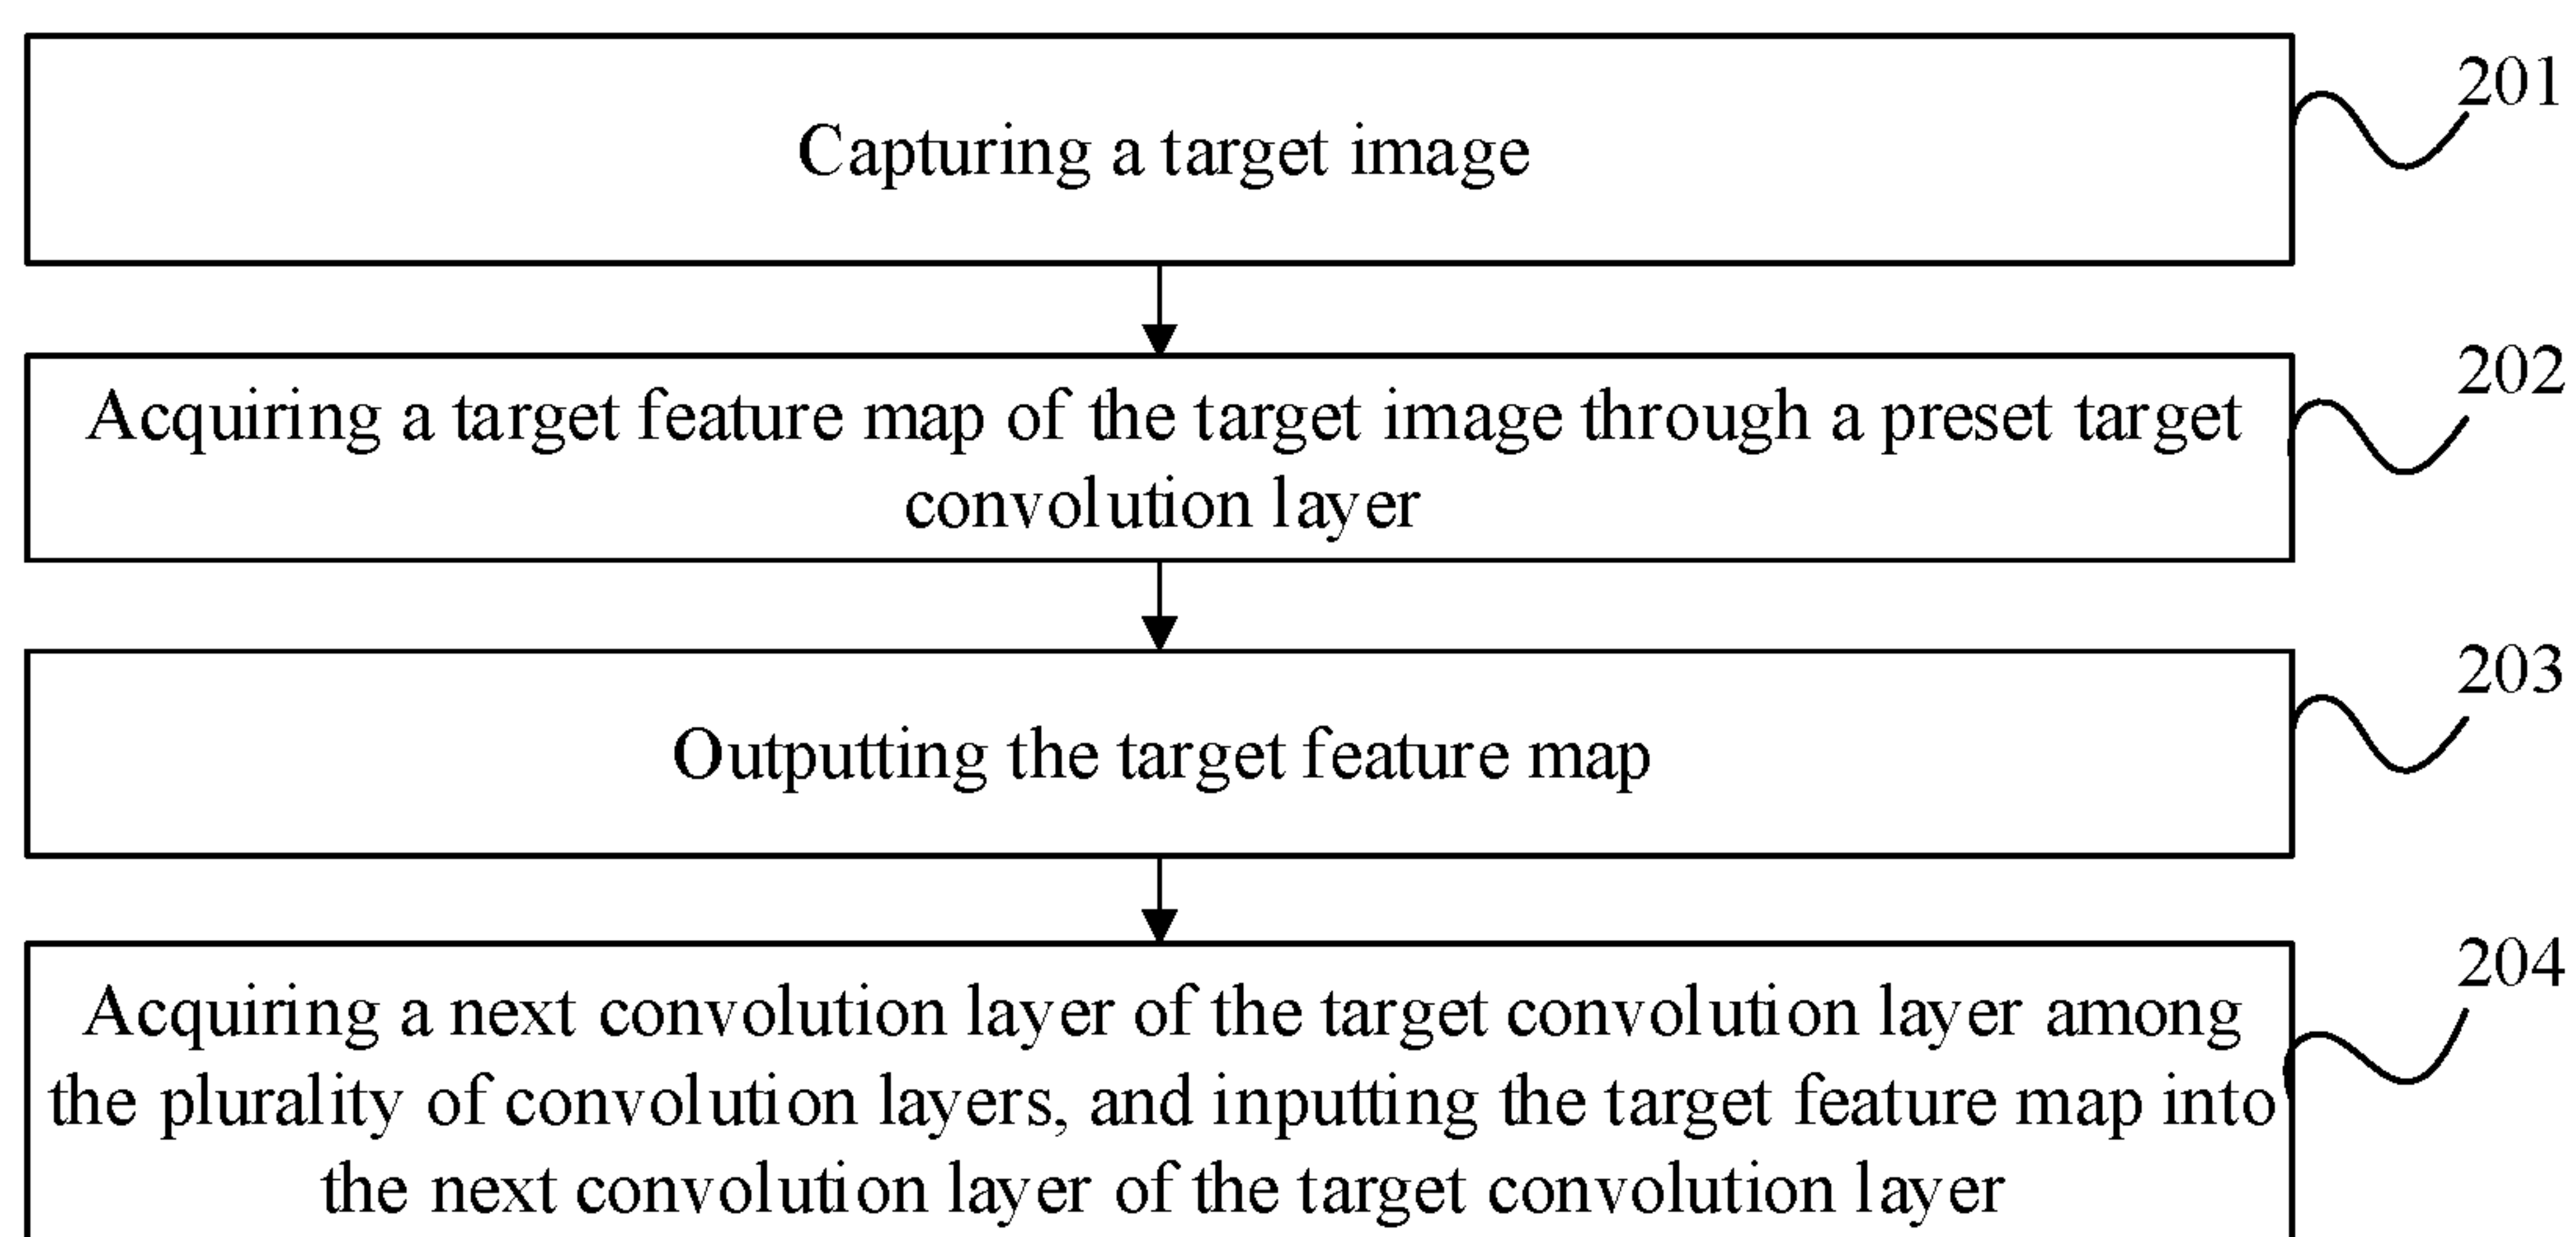 201
Capturing a target image
202
Acquiring a target feature map of the target image through a preset target
convolution layer
203
Outputting the target feature map
204
Acquiring a next convolution layer of the target convolution layer among
the plurality of convolution layers, and inputting the target feature map into
the next convolution layer of the target convolution layer